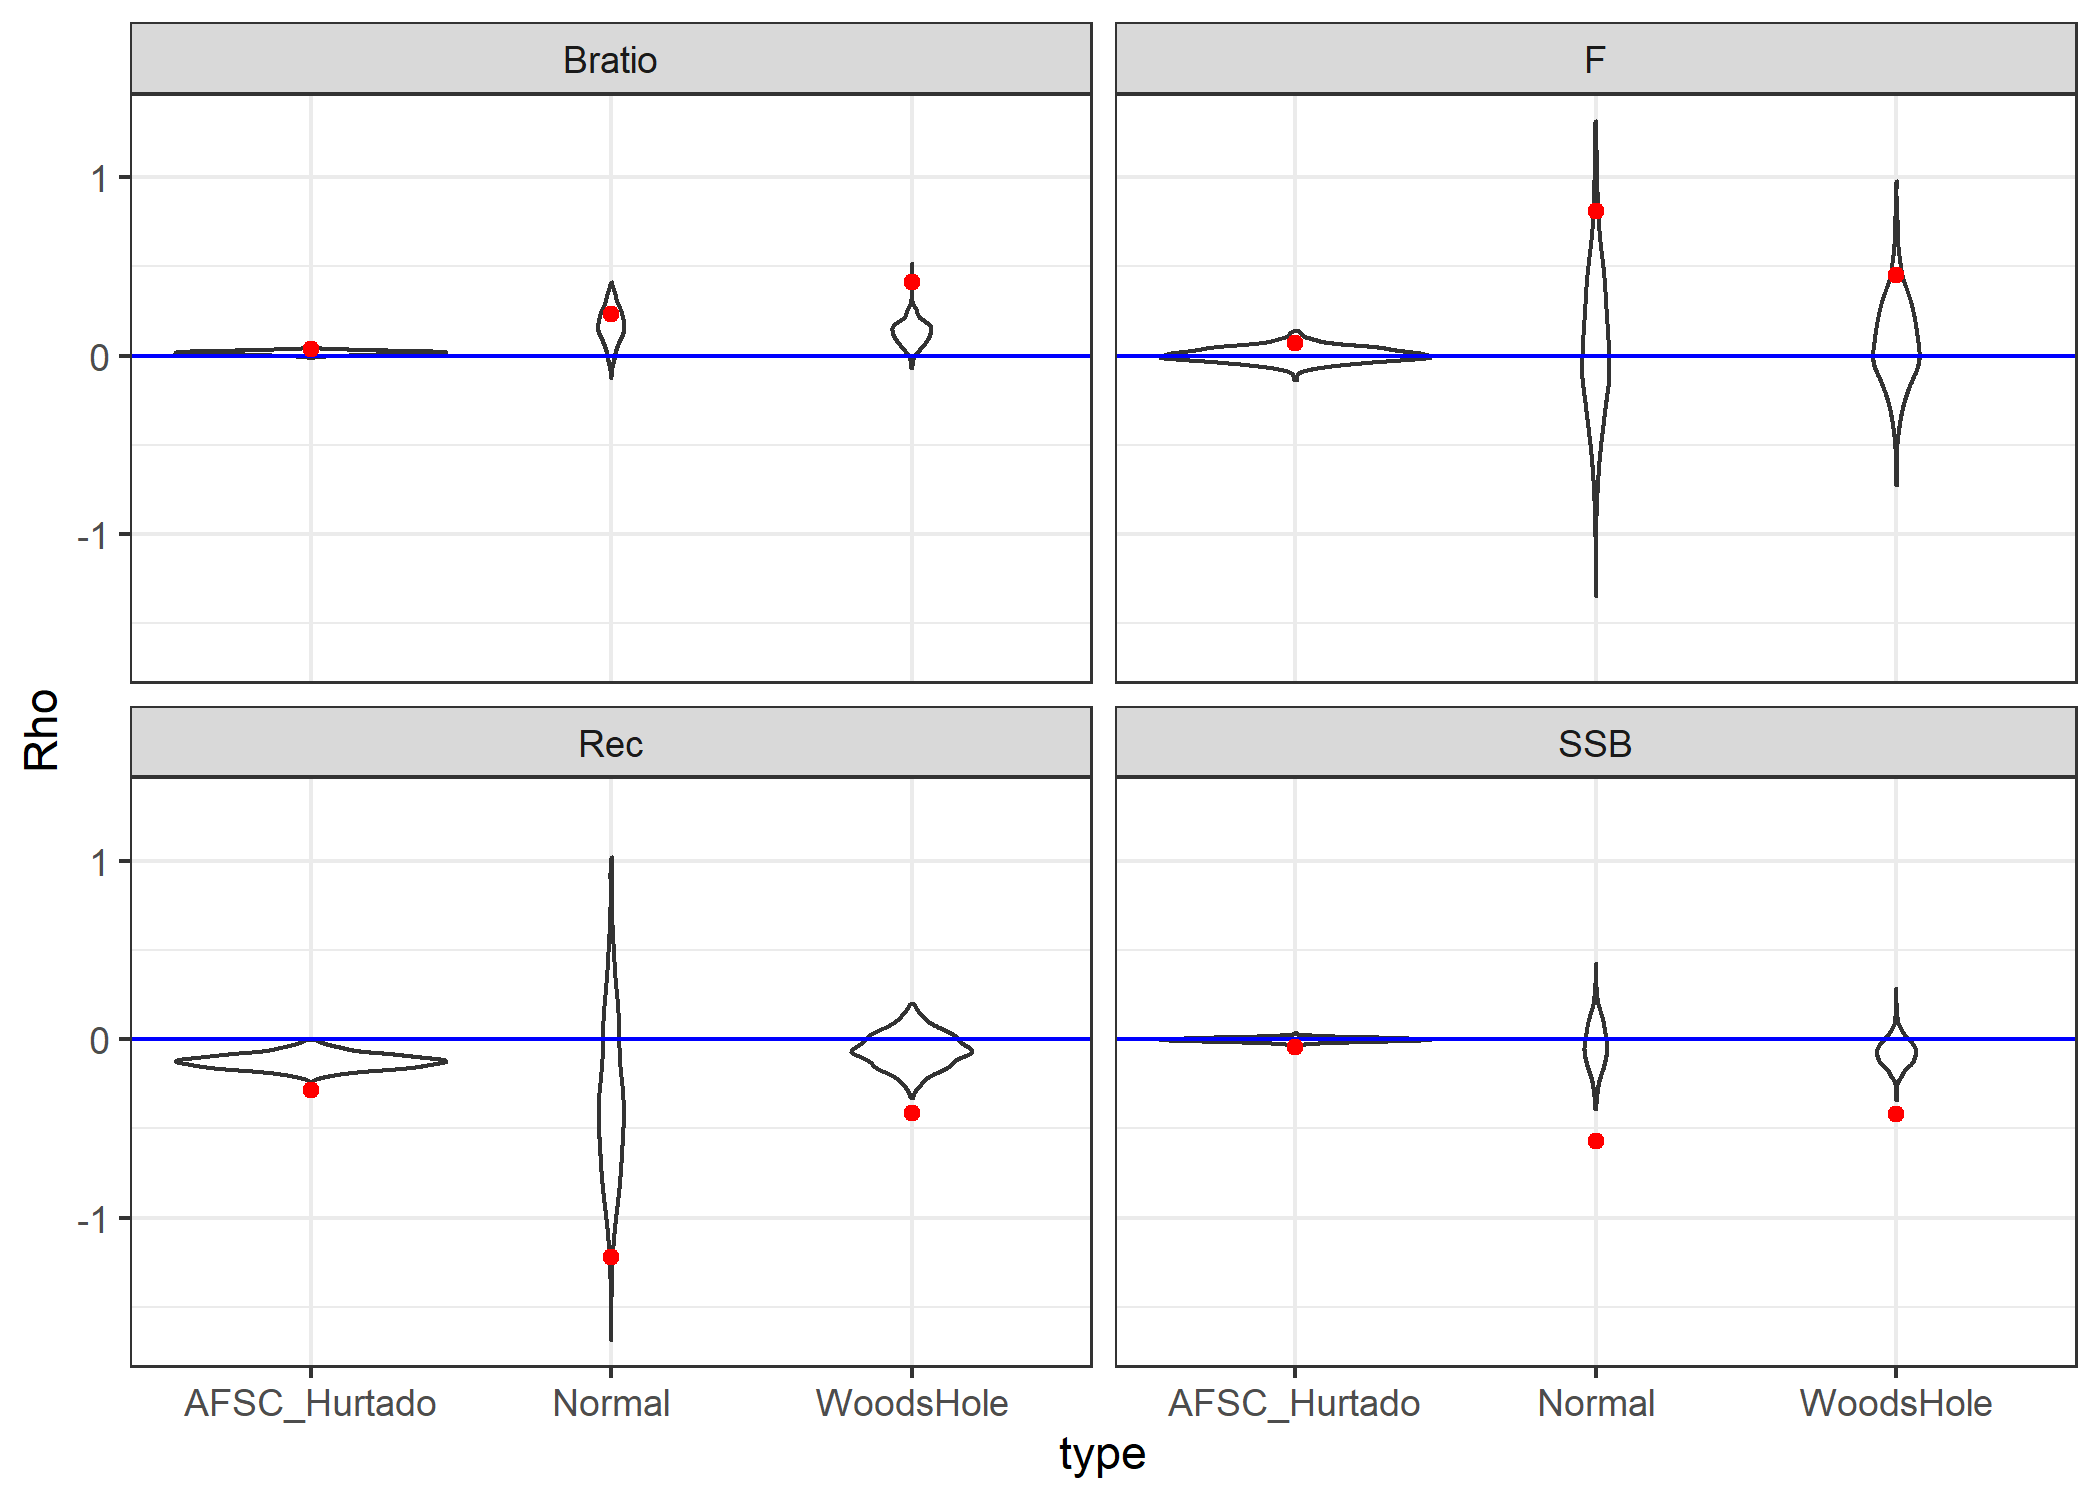 Bratio
F
1
0
-1
Rho
Rec
SSB
1
0
-1
AFSC_Hurtado Normal WoodsHole AFSC_Hurtado Normal WoodsHole
type